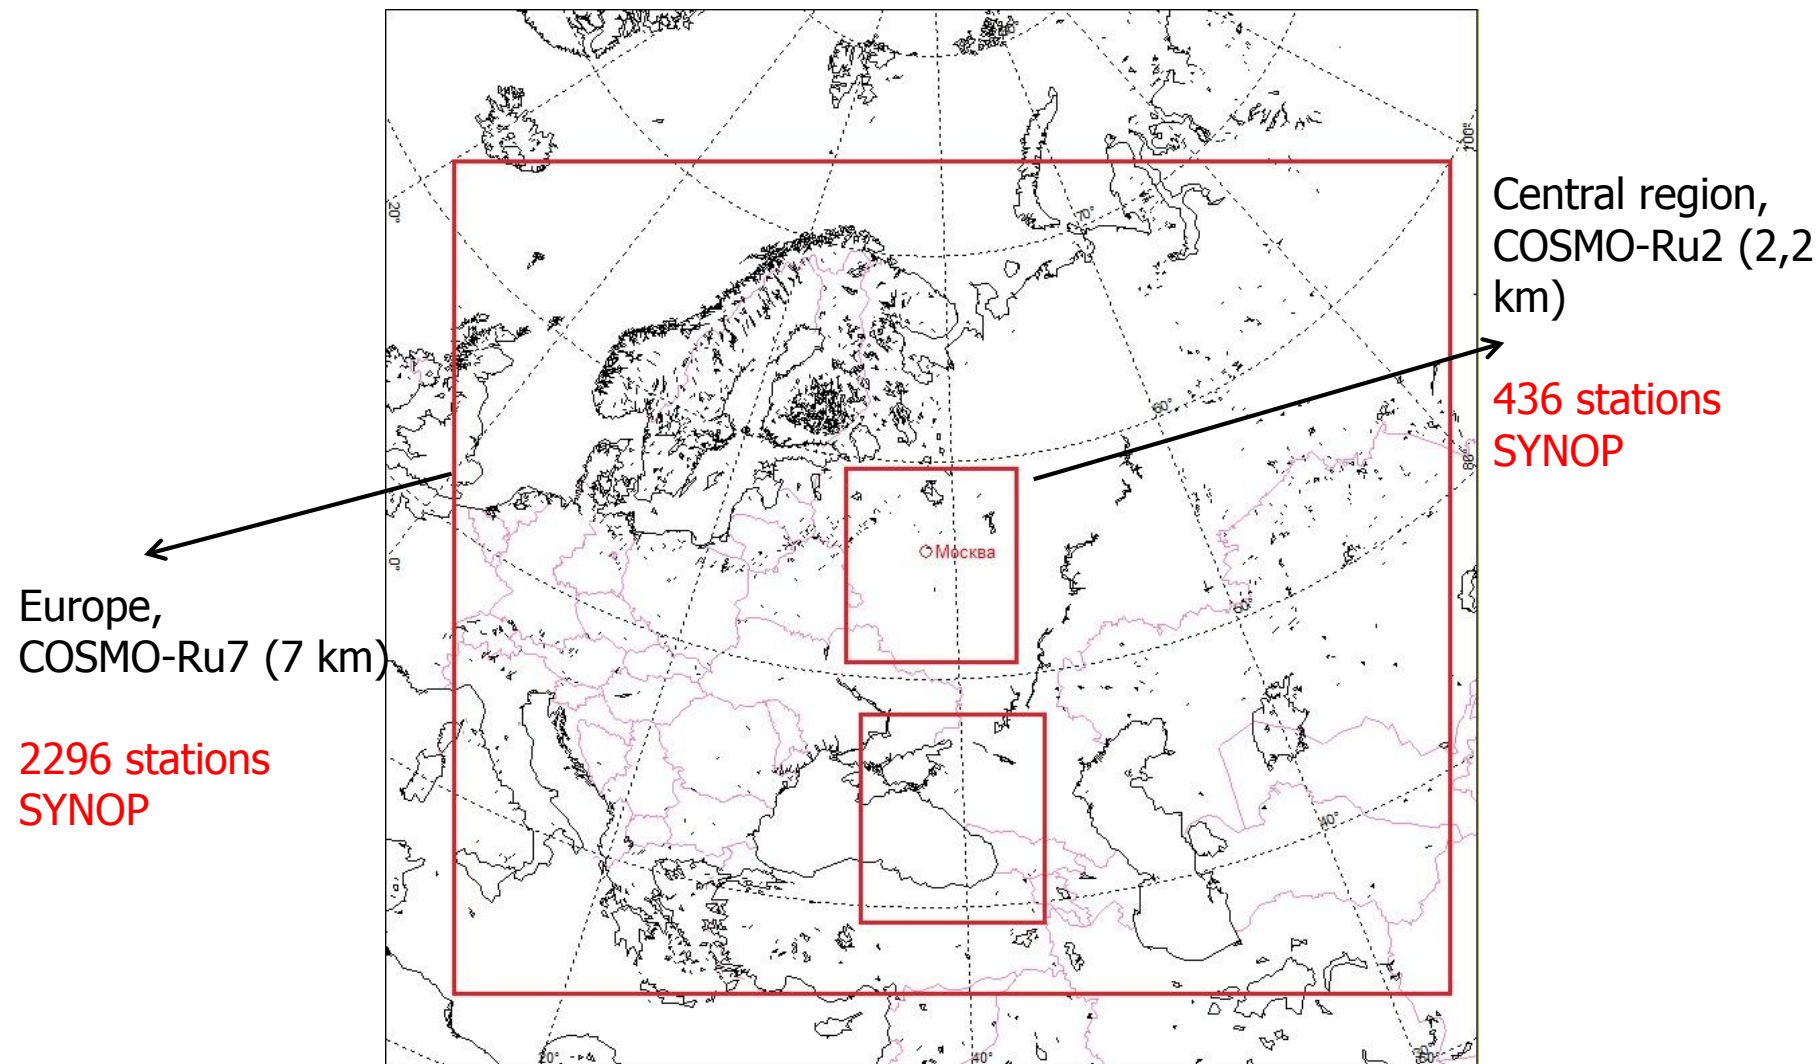 Central region,
COSMO-Ru2 (2,2
km)
436 stations
SYNOP
Europe,
COSMO-Ru7 (7 km)
2296 stations
SYNOP
Москва
100°
20°
70°
60°
80°
0°
50°
40°
20°
40°